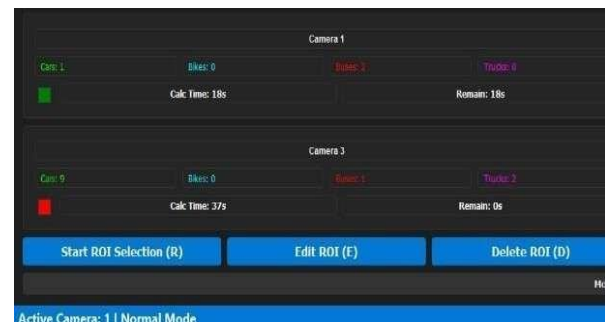 Camera 1
Cars: 1 Bikes: 0 Buses: 2 Trucks: 0
Calc Time: 18s Remain: 18s
Camera 3
Cars: 9 Bikes: 0 Buses: 1 Trucks: 2
Calc Time: 37s Remain: 0s
Start ROI Selection (R) Edit ROI (E) Delete ROI (D)
Active Camera: 1 | Normal Mode